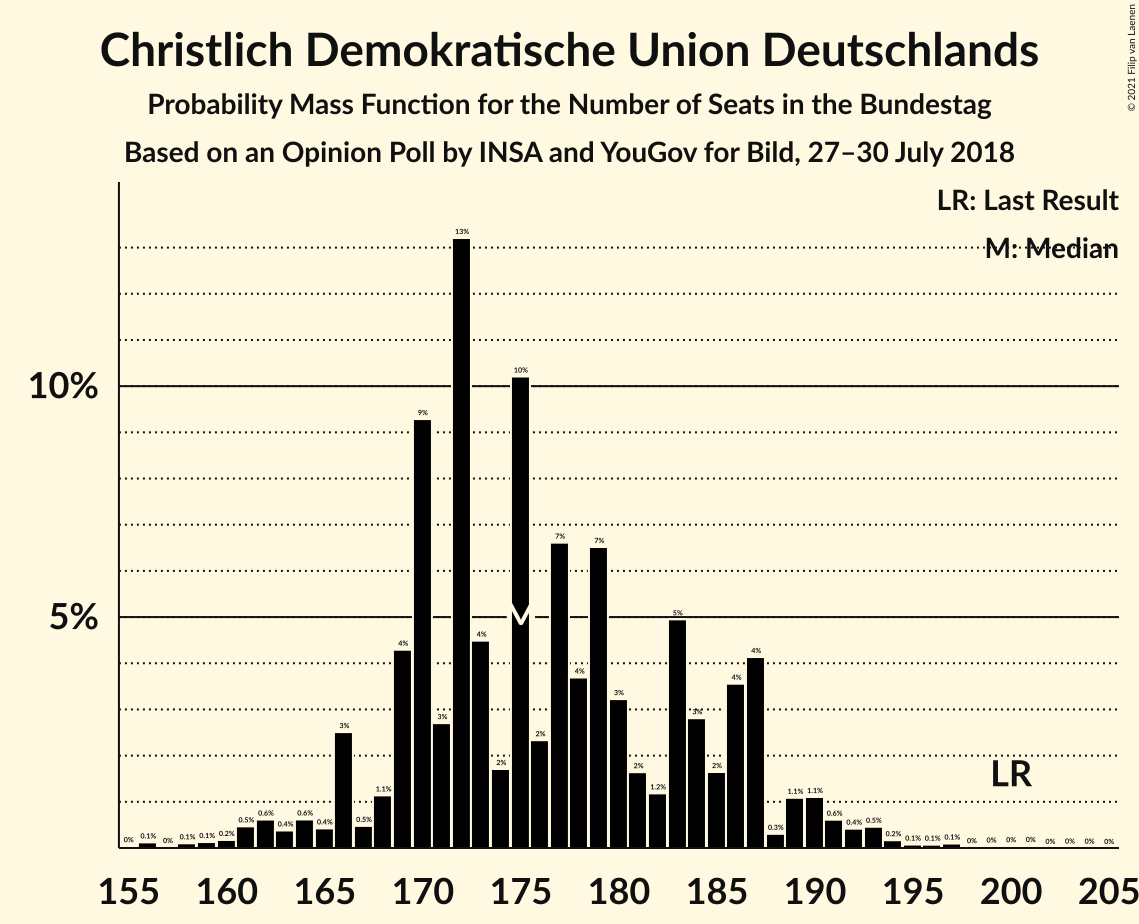 Christlich Demokratische Union Deutschlands
Probability Mass Function for the Number of Seats in the Bundestag
Based on an Opinion Poll by INSA and YouGov for Bild, 27–30 July 2018
© 2021 Filip van Laenen
LR: Last Result
M: Median
10%
5%
0% 0.1% 0% 0.1% 0.1% 0.2% 0.5% 0.6% 0.4% 0.6% 0.4% 3% 0.5% 1.1% 4% 9% 3% 13% 4% 2% 10% 2% 7% 4% 7% 3% 2% 1.2% 5% 3% 2% 4% 4% 0.3% 1.1% 1.1% 0.6% 0.4% 0.5% 0.2% 0.1% 0.1% 0.1% 0% 0% 0% 0% 0% 0% 0% 0%
M
LR
155 160 165 170 175 180 185 190 195 200 205